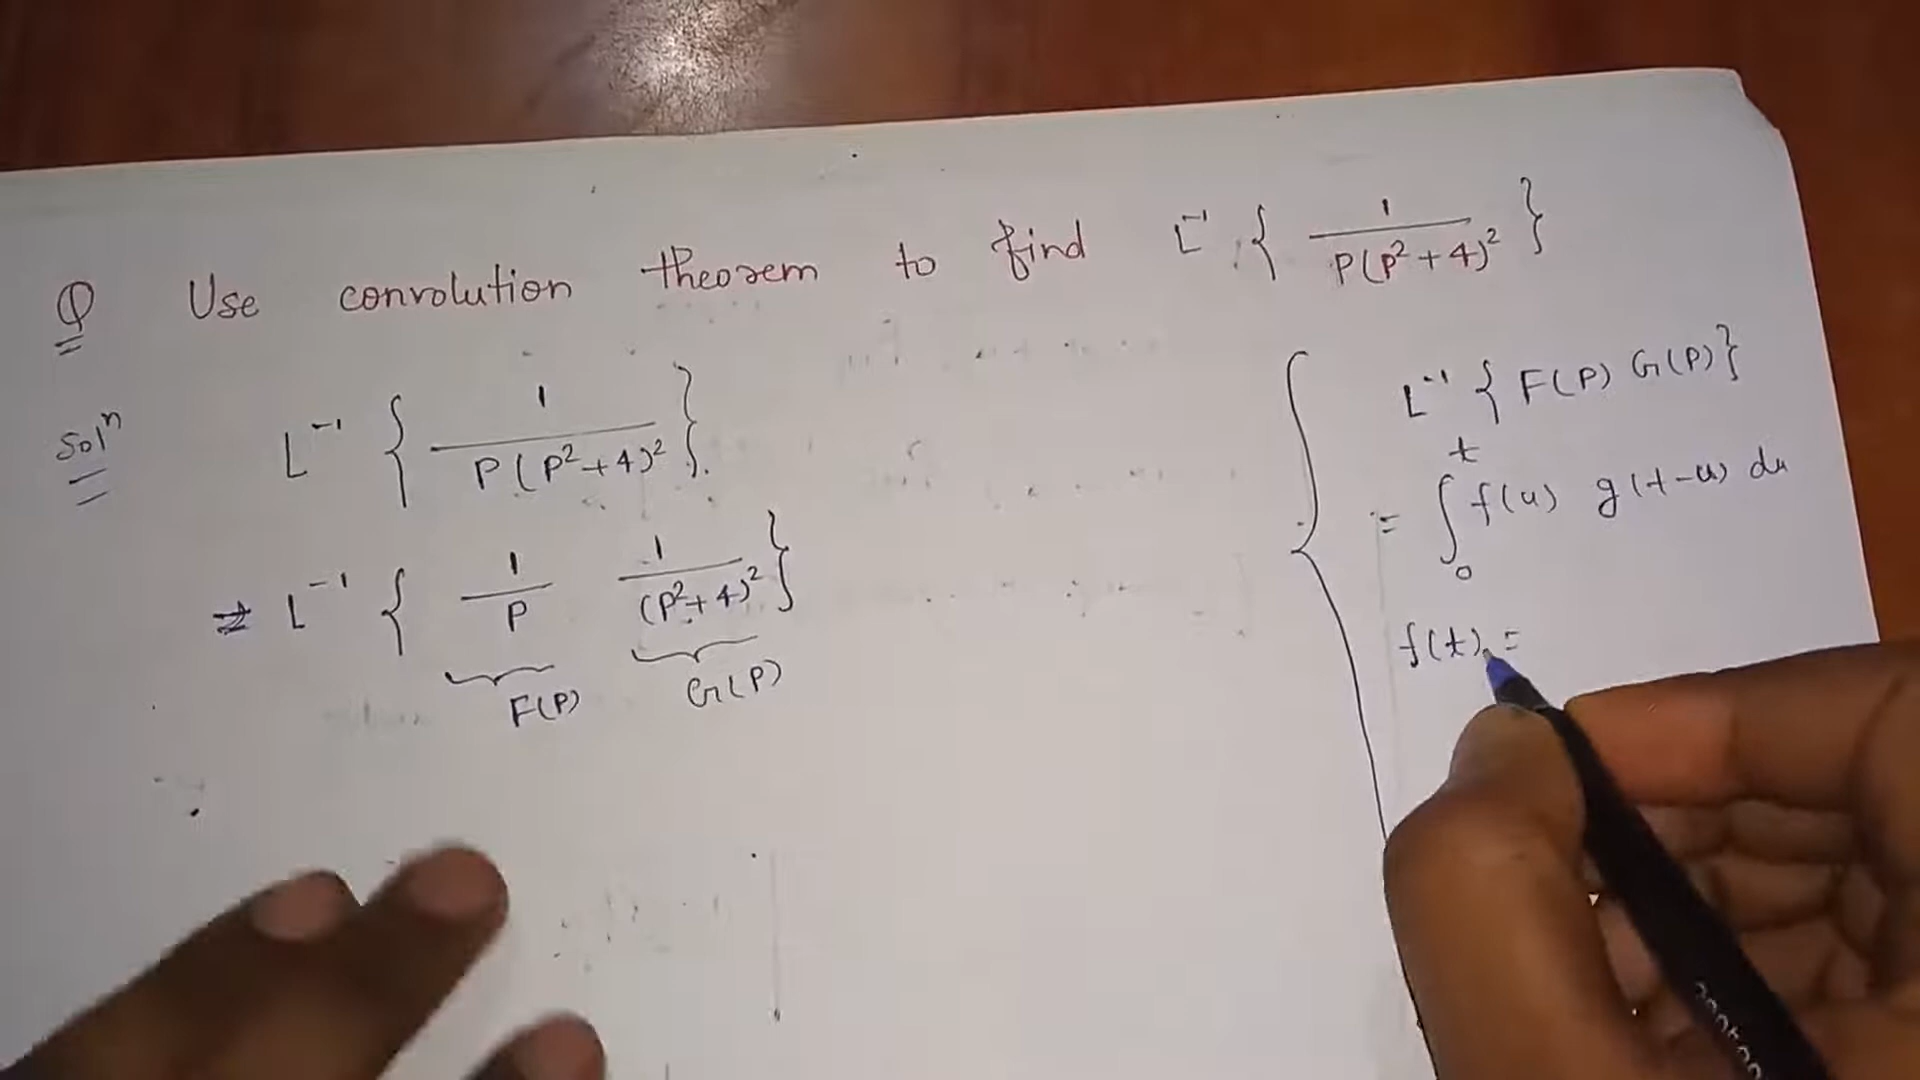 Q Use convolution theorem to find L⁻¹ { 1 / P(P²+4)² }
Solⁿ L⁻¹ { 1 / P(P²+4)² }
= L⁻¹ { 1/P 1/(P²+4)² }
F(P) G(P)
L⁻¹ { F(P) G(P) }
= ∫₀ᵗ f(u) g(t-u) du
f(t) =